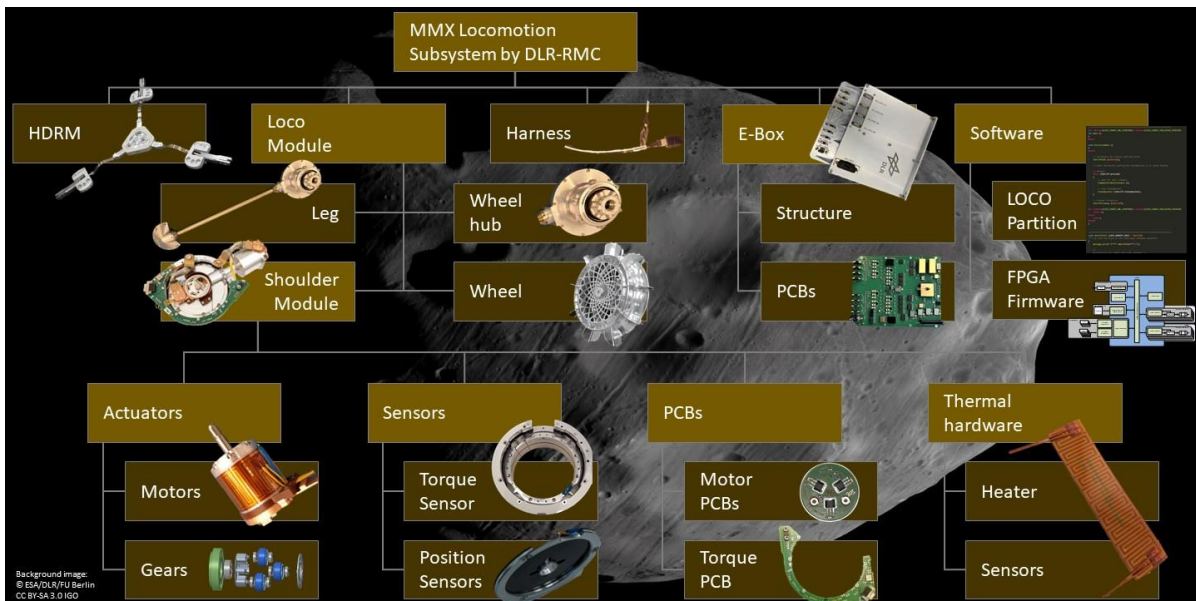 MMX Locomotion
Subsystem by DLR-RMC
HDRM
Loco
Module
Harness
E-Box
DLR
Software
Leg
Wheel
hub
Structure
LOCO
Partition
Shoulder
Module
Wheel
PCBs
FPGA
Firmware
Actuators
Sensors
PCBs
Thermal
hardware
Motors
Torque
Sensor
Motor
PCBs
Heater
Gears
Position
Sensors
Torque
PCB
Sensors
Background image:
© ESA/DLR/FU Berlin
CC BY-SA 3.0 IGO